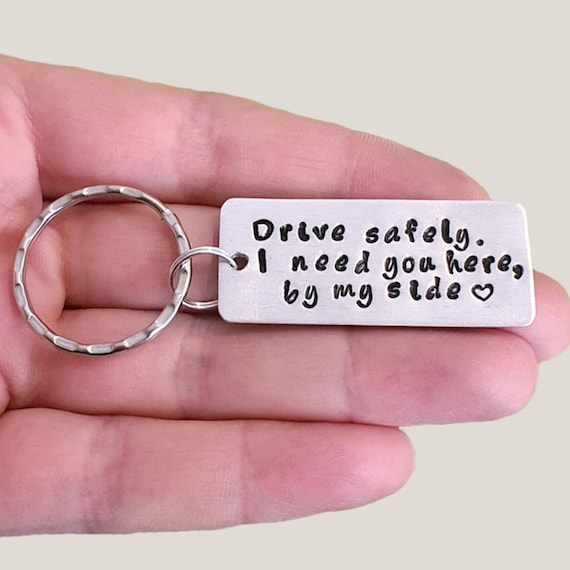 Drive safely.
I need you here,
by my side ♡